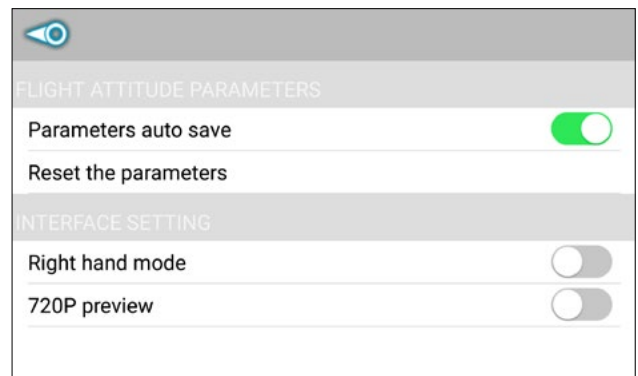 FLIGHT ATTITUDE PARAMETERS
Parameters auto save
Reset the parameters
INTERFACE SETTING
Right hand mode
720P preview